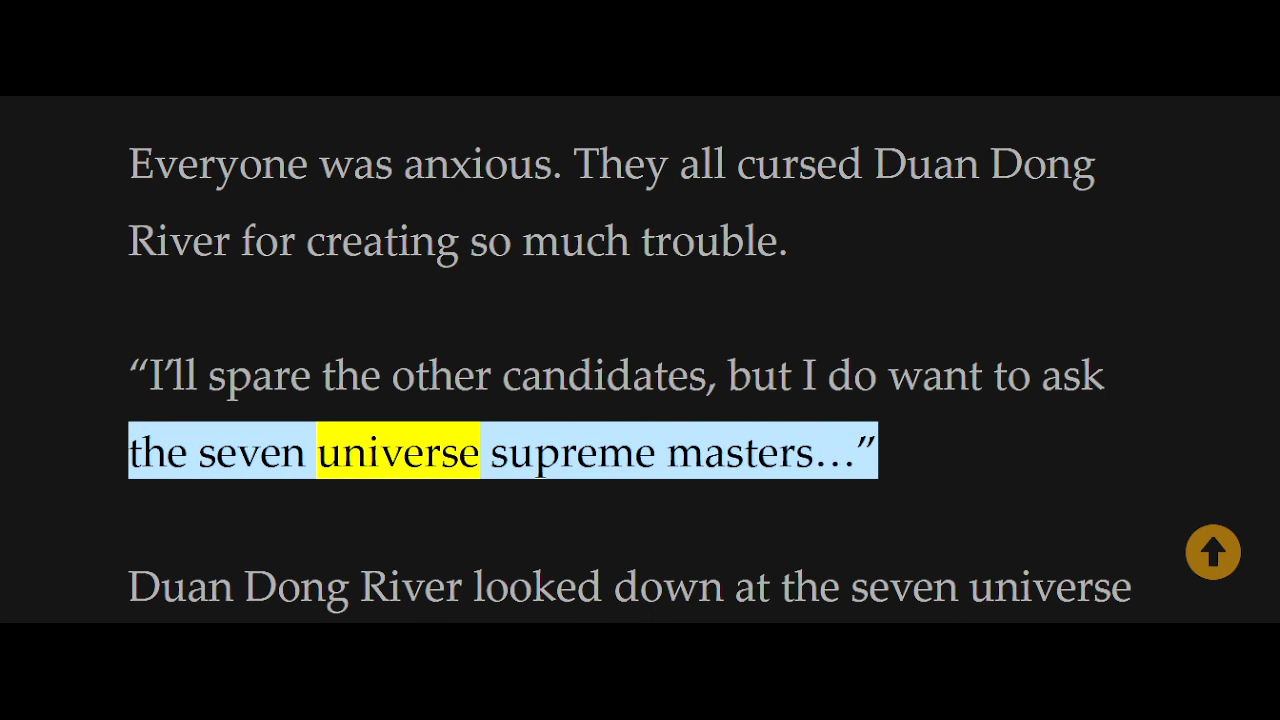 Everyone was anxious. They all cursed Duan Dong
River for creating so much trouble.
“I’ll spare the other candidates, but I do want to ask
the seven universe supreme masters…”
Duan Dong River looked down at the seven universe